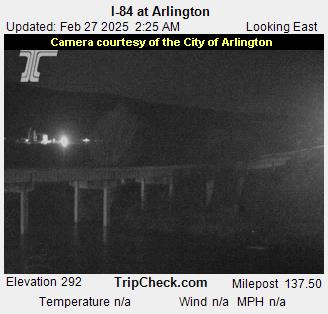 I-84 at Arlington
Updated: Feb 27 2025 2:25 AM Looking East
Camera courtesy of the City of Arlington
Elevation 292 TripCheck.com Milepost 137.50
Temperature n/a Wind n/a MPH n/a